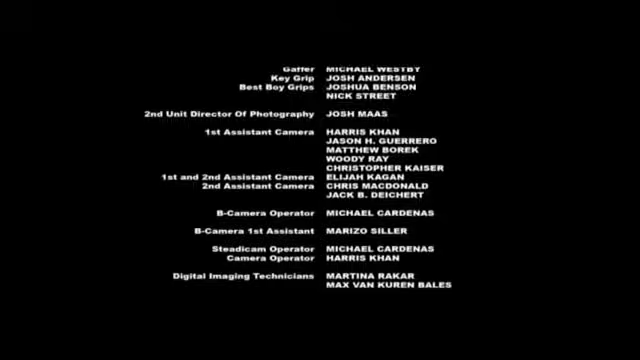 Gaffer MICHAEL WESTBY
Key Grip JOSH ANDERSEN
Best Boy Grips JOSHUA BENSON
NICK STREET
2nd Unit Director Of Photography JOSH MAAS
1st Assistant Camera HARRIS KHAN
JASON H. GUERRERO
MATTHEW BOREK
WOODY RAY
CHRISTOPHER KAISER
1st and 2nd Assistant Camera ELIJAH KAGAN
2nd Assistant Camera CHRIS MACDONALD
JACK B. DEICHERT
B-Camera Operator MICHAEL CARDENAS
B-Camera 1st Assistant MARIZO SILLER
Steadicam Operator MICHAEL CARDENAS
Camera Operator HARRIS KHAN
Digital Imaging Technicians MARTINA RAKAR
MAX VAN KUREN BALES